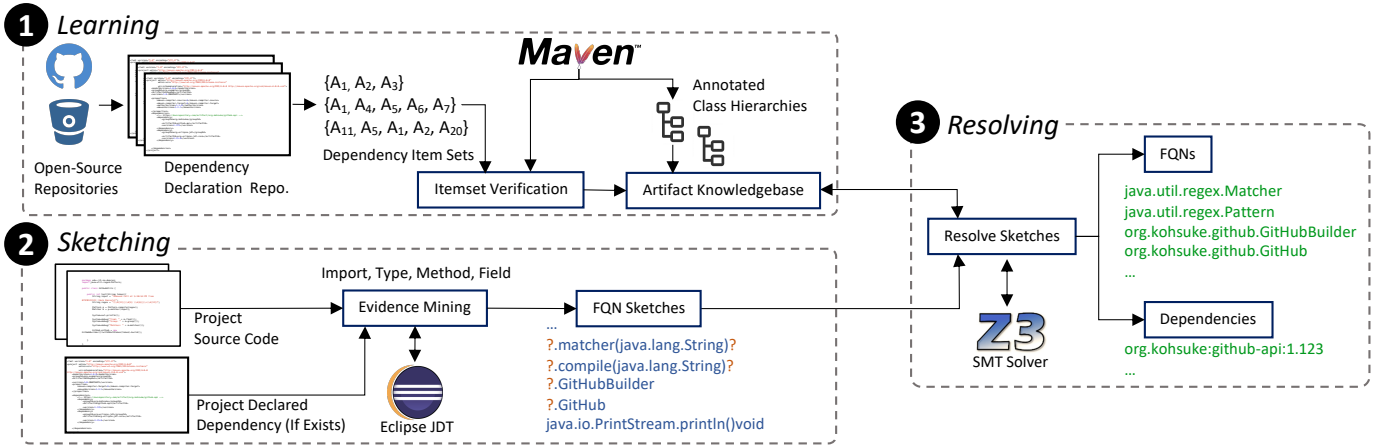 1 Learning
Maven™
{A1, A2, A3}
{A1, A4, A5, A6, A7}
{A11, A5, A1, A2, A20}
Dependency Item Sets
Annotated
Class Hierarchies
Open-Source
Repositories
Dependency
Declaration Repo.
Itemset Verification
Artifact Knowledgebase
2 Sketching
Import, Type, Method, Field
Evidence Mining
FQN Sketches
Project
Source Code
Project Declared
Dependency (If Exists)
Eclipse JDT
...
?.matcher(java.lang.String)?
?.compile(java.lang.String)?
?.GitHubBuilder
?.GitHub
java.io.PrintStream.println()void
3 Resolving
FQNs
java.util.regex.Matcher
java.util.regex.Pattern
org.kohsuke.github.GitHubBuilder
org.kohsuke.github.GitHub
...
Resolve Sketches
Z3
SMT Solver
Dependencies
org.kohsuke:github-api:1.123
...